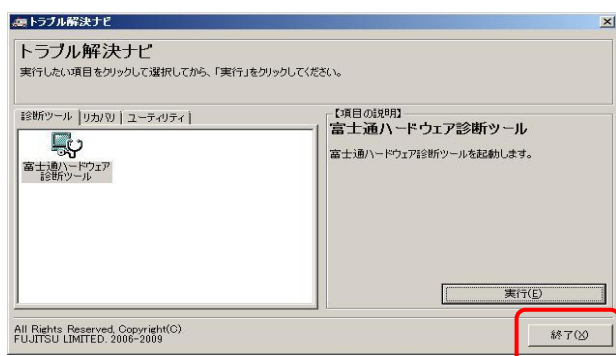 トラブル解決ナビ
トラブル解決ナビ
実行したい項目をクリックして選択してから、「実行」をクリックしてください。
診断ツール リカバリ ユーティリティ
富士通ハードウェア
診断ツール
【項目の説明】
富士通ハードウェア診断ツール
富士通ハードウェア診断ツールを起動します。
実行(E)
All Rights Reserved, Copyright(C)
FUJITSU LIMITED. 2006-2009
終了(X)